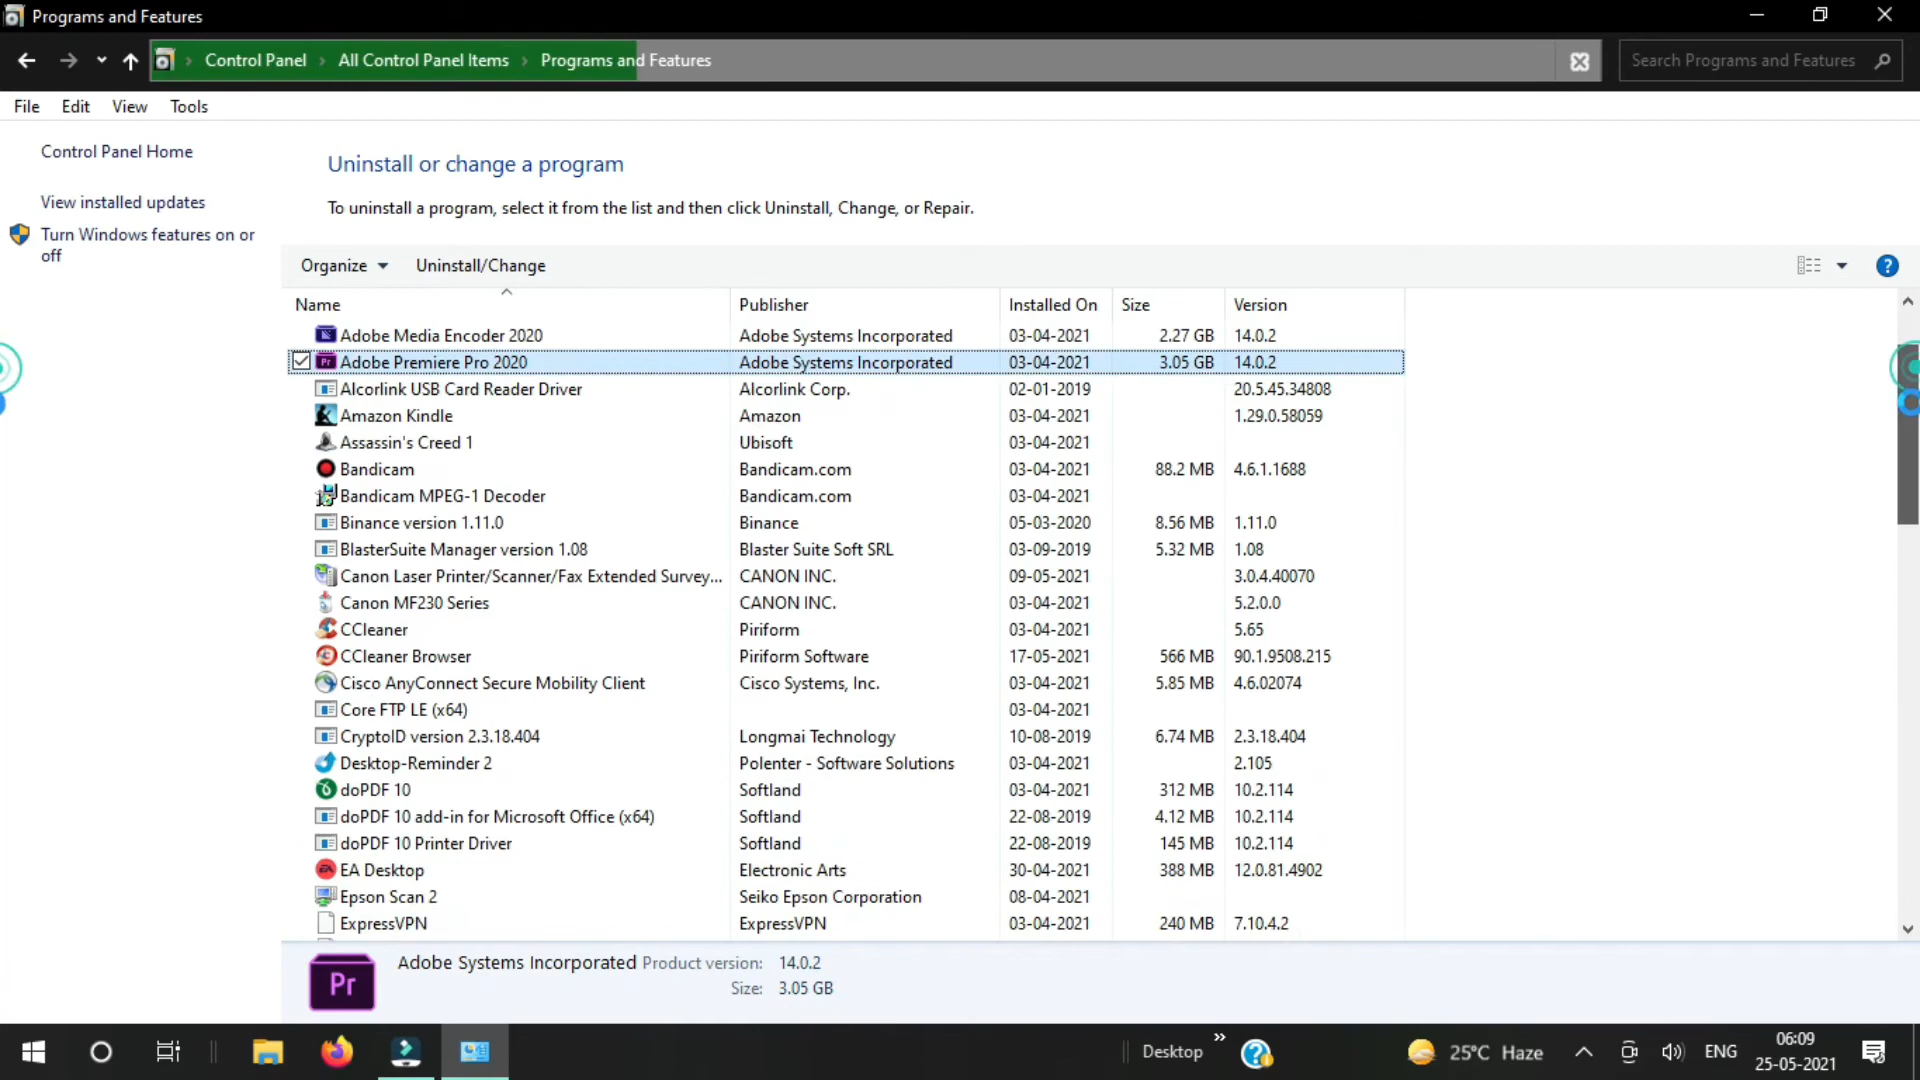 Programs and Features
Control Panel All Control Panel Items Programs and Features
Search Programs and Features
File Edit View Tools
Control Panel Home
View installed updates
Turn Windows features on or
off
Uninstall or change a program
To uninstall a program, select it from the list and then click Uninstall, Change, or Repair.
Organize Uninstall/Change
Name Publisher Installed On Size Version
Adobe Media Encoder 2020 Adobe Systems Incorporated 03-04-2021 2.27 GB 14.0.2
Adobe Premiere Pro 2020 Adobe Systems Incorporated 03-04-2021 3.05 GB 14.0.2
Alcorlink USB Card Reader Driver Alcorlink Corp. 02-01-2019 20.5.45.34808
Amazon Kindle Amazon 03-04-2021 1.29.0.58059
Assassin's Creed 1 Ubisoft 03-04-2021
Bandicam Bandicam.com 03-04-2021 88.2 MB 4.6.1.1688
Bandicam MPEG-1 Decoder Bandicam.com 03-04-2021
Binance version 1.11.0 Binance 05-03-2020 8.56 MB 1.11.0
BlasterSuite Manager version 1.08 Blaster Suite Soft SRL 03-09-2019 5.32 MB 1.08
Canon Laser Printer/Scanner/Fax Extended Survey... CANON INC. 09-05-2021 3.0.4.40070
Canon MF230 Series CANON INC. 03-04-2021 5.2.0.0
CCleaner Piriform 03-04-2021 5.65
CCleaner Browser Piriform Software 17-05-2021 566 MB 90.1.9508.215
Cisco AnyConnect Secure Mobility Client Cisco Systems, Inc. 03-04-2021 5.85 MB 4.6.02074
Core FTP LE (x64) 03-04-2021
CryptoID version 2.3.18.404 Longmai Technology 10-08-2019 6.74 MB 2.3.18.404
Desktop-Reminder 2 Polenter - Software Solutions 03-04-2021 2.105
doPDF 10 Softland 03-04-2021 312 MB 10.2.114
doPDF 10 add-in for Microsoft Office (x64) Softland 22-08-2019 4.12 MB 10.2.114
doPDF 10 Printer Driver Softland 22-08-2019 145 MB 10.2.114
EA Desktop Electronic Arts 30-04-2021 388 MB 12.0.81.4902
Epson Scan 2 Seiko Epson Corporation 08-04-2021
ExpressVPN ExpressVPN 03-04-2021 240 MB 7.10.4.2
Pr
Adobe Systems Incorporated Product version: 14.0.2
Size: 3.05 GB
Desktop 25°C Haze ENG
06:09
25-05-2021